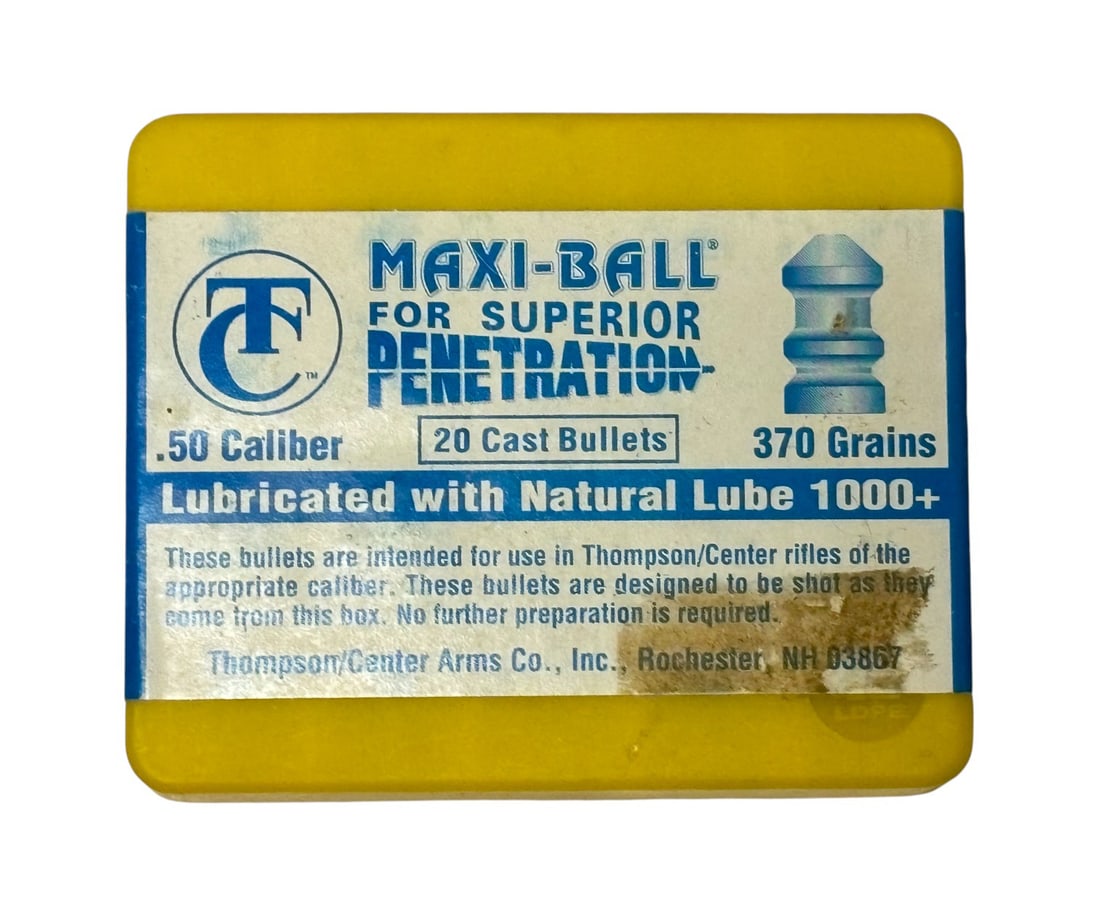 TC™
MAXI-BALL®
FOR SUPERIOR
PENETRATION
.50 Caliber
20 Cast Bullets
370 Grains
Lubricated with Natural Lube 1000+
These bullets are intended for use in Thompson/Center rifles of the
appropriate caliber. These bullets are designed to be shot as they
come from this box. No further preparation is required.
Thompson/Center Arms Co., Inc., Rochester, NH 03867
LDPE